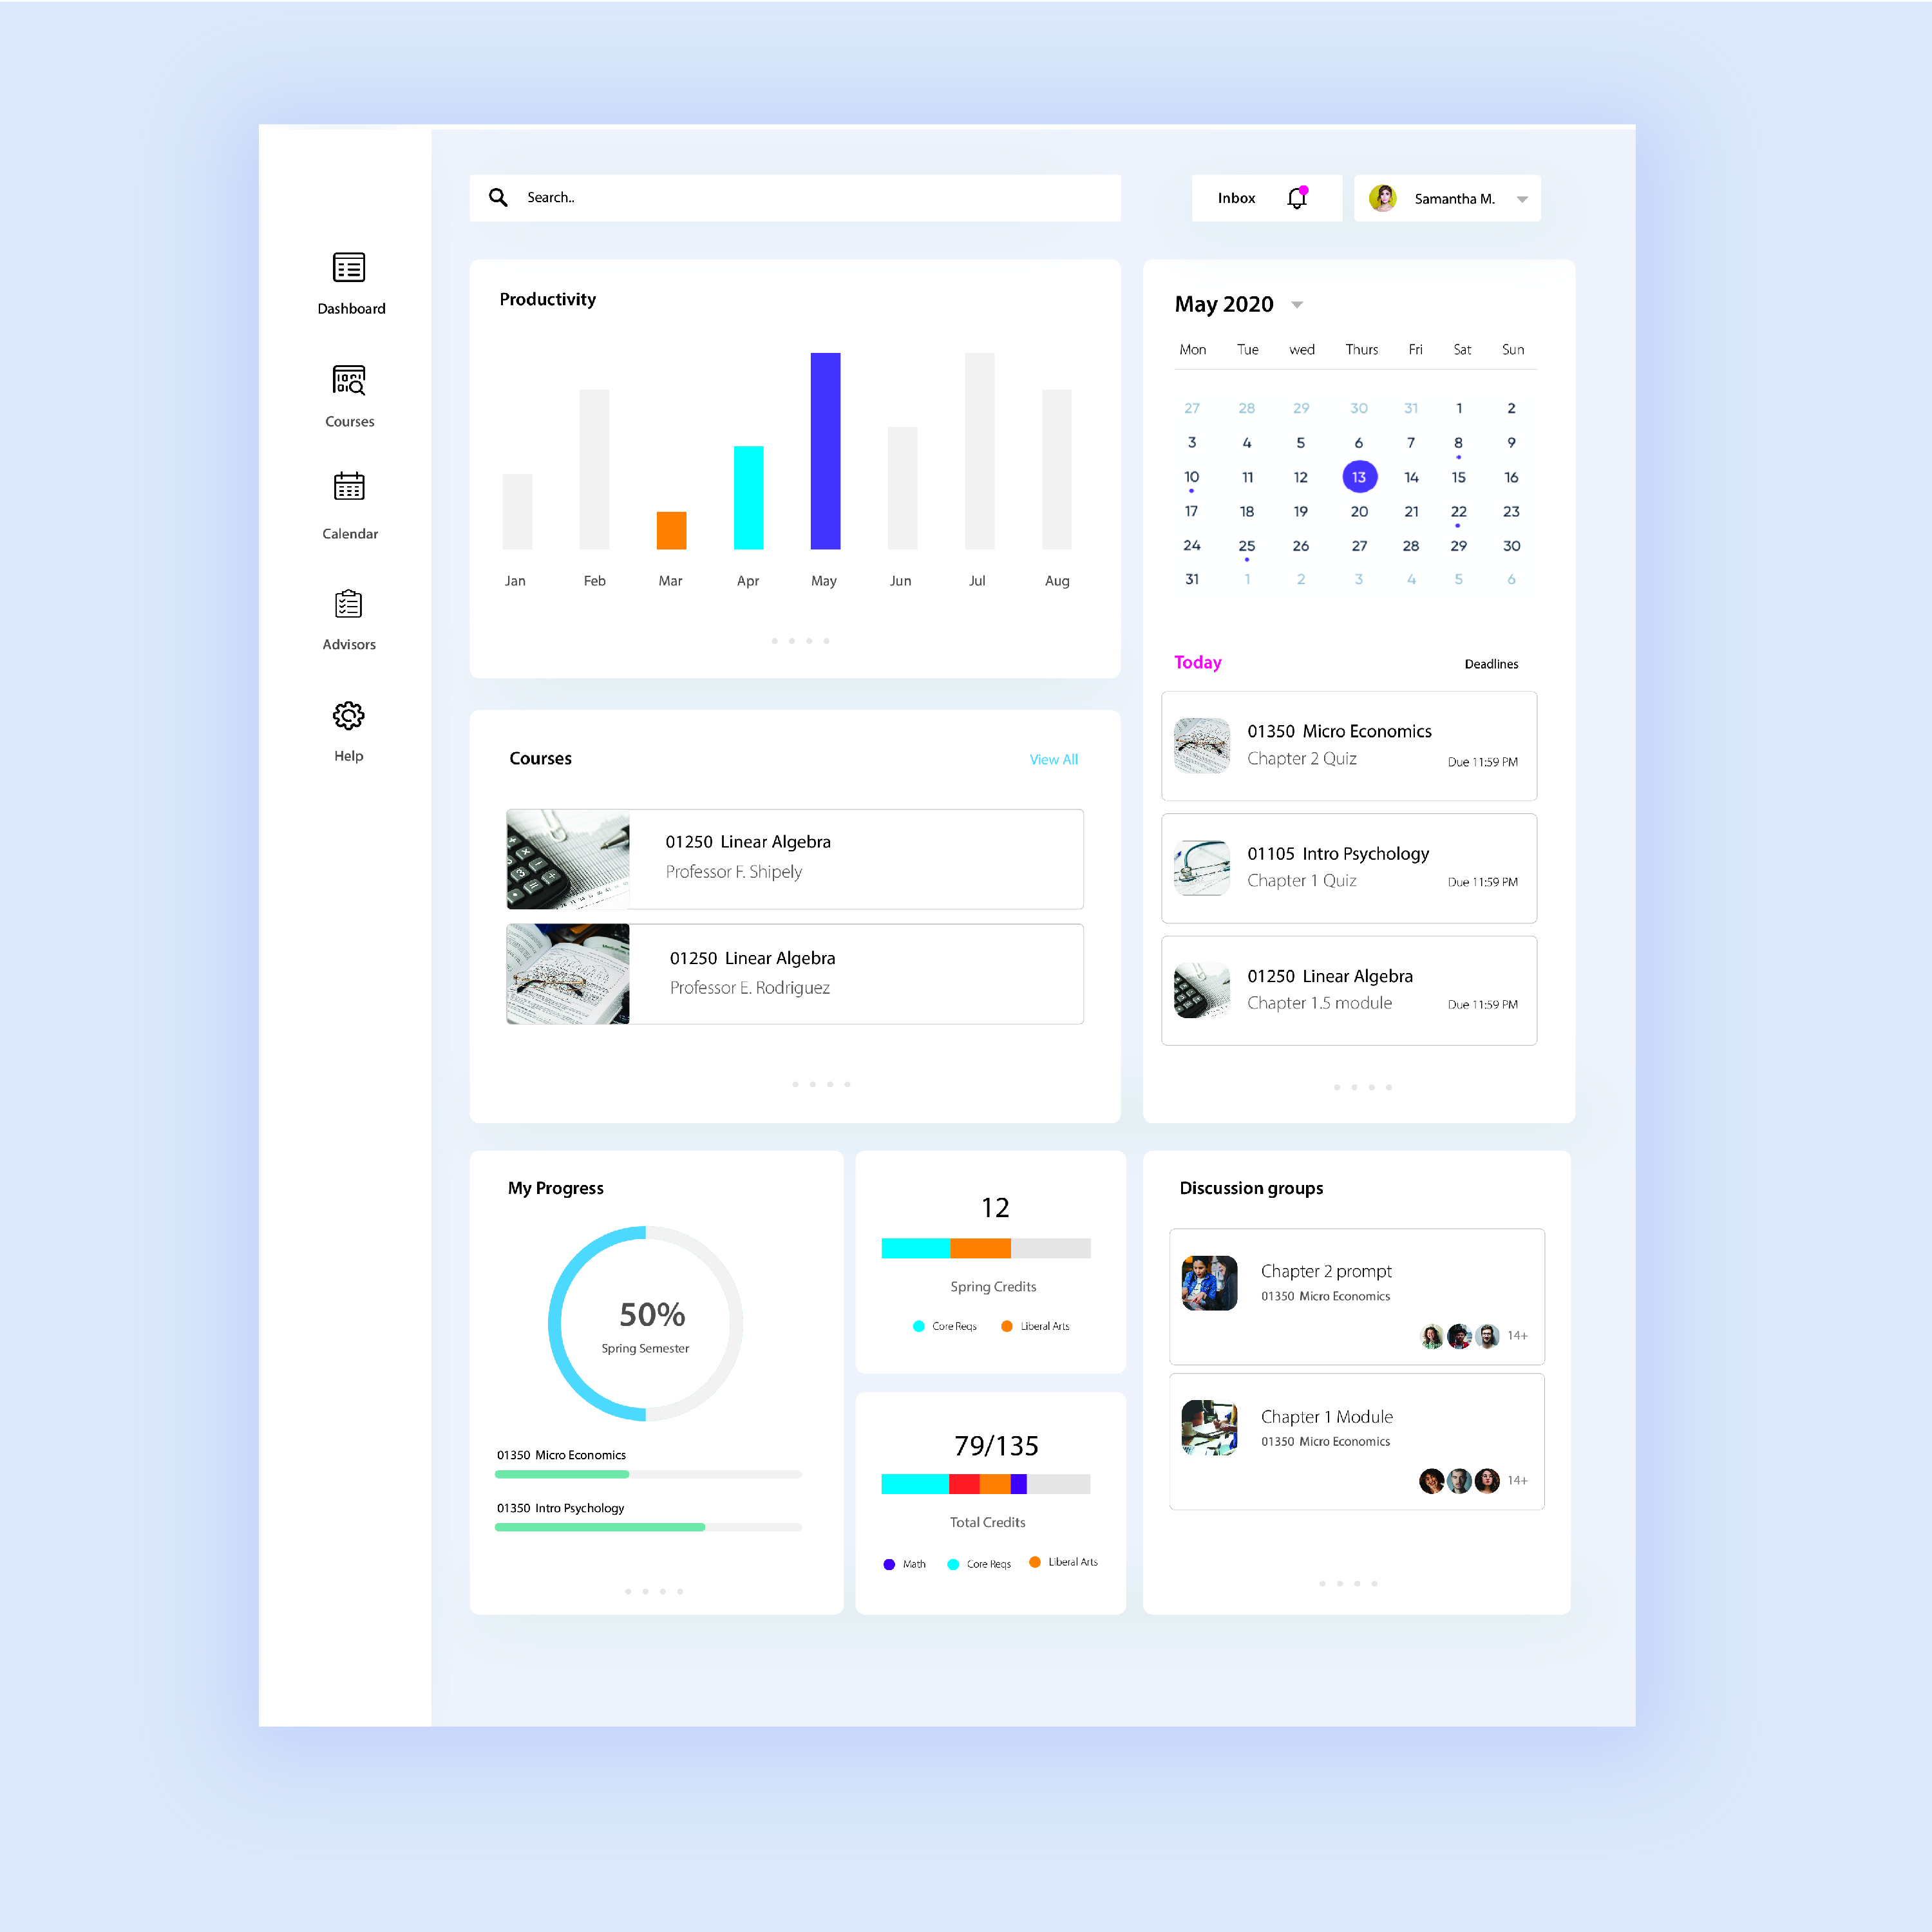 Search..
Inbox
Samantha M.
Dashboard
Courses
Calendar
Advisors
Help
Productivity
Jan Feb Mar Apr May Jun Jul Aug
May 2020
Mon Tue wed Thurs Fri Sat Sun
27 28 29 30 31 1 2
3 4 5 6 7 8 9
10 11 12 13 14 15 16
17 18 19 20 21 22 23
24 25 26 27 28 29 30
31 1 2 3 4 5 6
Today Deadlines
01350 Micro Economics
Chapter 2 Quiz Due 11:59 PM
01105 Intro Psychology
Chapter 1 Quiz Due 11:59 PM
01250 Linear Algebra
Chapter 1.5 module Due 11:59 PM
Courses View All
01250 Linear Algebra
Professor F. Shipely
01250 Linear Algebra
Professor E. Rodriguez
My Progress
50%
Spring Semester
01350 Micro Economics
01350 Intro Psychology
12
Spring Credits
Core Reqs Liberal Arts
79/135
Total Credits
Math Core Reqs Liberal Arts
Discussion groups
Chapter 2 prompt
01350 Micro Economics
14+
Chapter 1 Module
01350 Micro Economics
14+